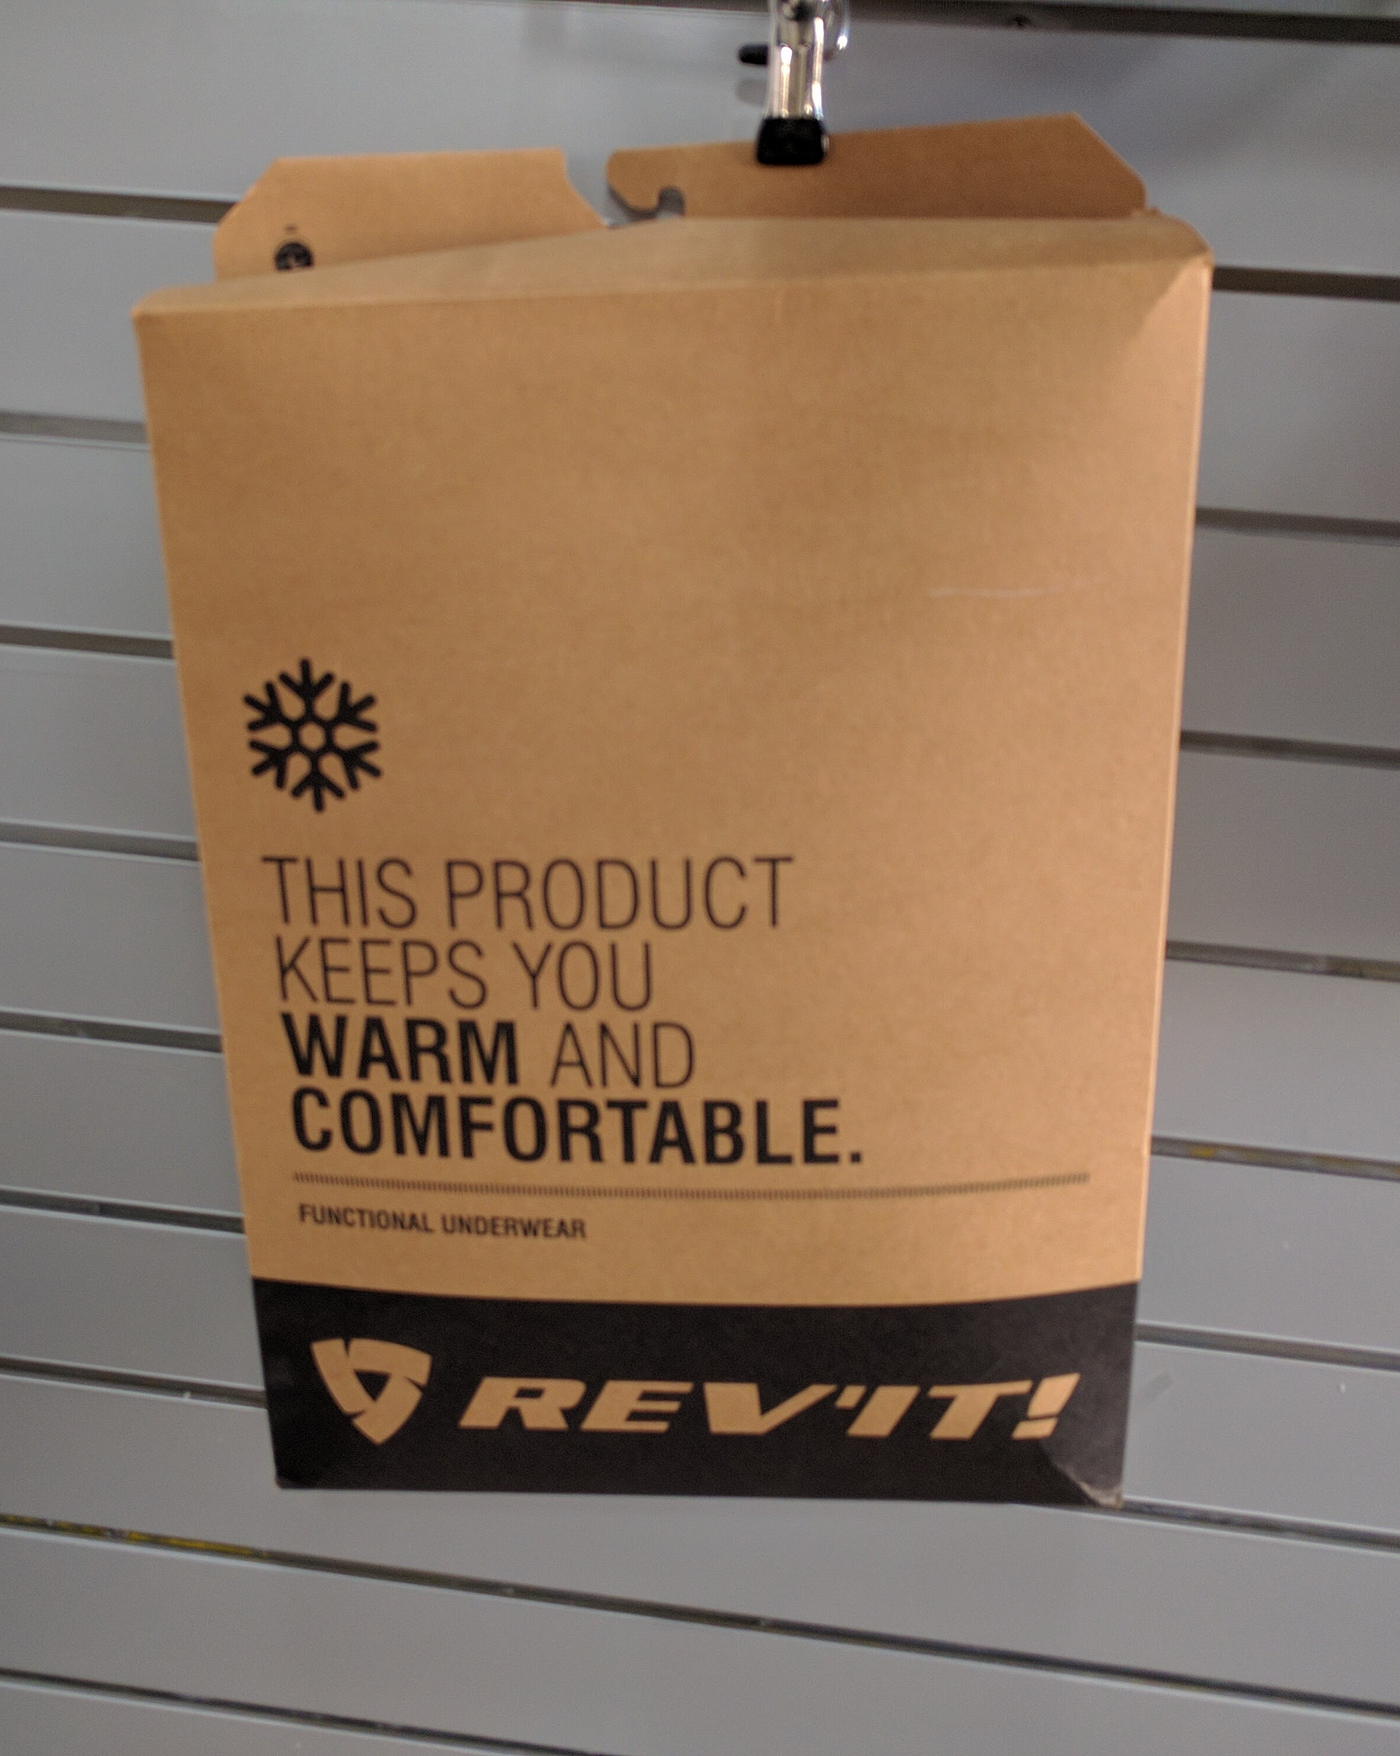 THIS PRODUCT
KEEPS YOU
WARM AND
COMFORTABLE.
FUNCTIONAL UNDERWEAR
REV'IT!